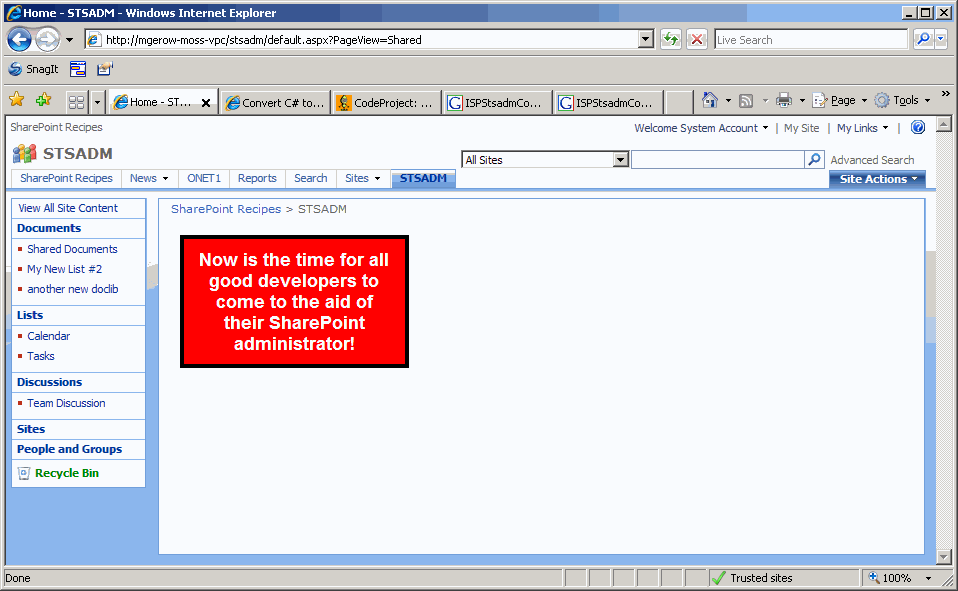 Home - STSADM - Windows Internet Explorer
http://mgerow-moss-vpc/stsadm/default.aspx?PageView=Shared
Live Search
SnagIt
Home - ST...
Convert C# to...
CodeProject: ...
ISPStsadmCo...
ISPStsadmCo...
Page
Tools
SharePoint Recipes
Welcome System Account
My Site
My Links
STSADM
All Sites
Advanced Search
SharePoint Recipes
News
ONET1
Reports
Search
Sites
STSADM
Site Actions
View All Site Content
Documents
Shared Documents
My New List #2
another new doclib
Lists
Calendar
Tasks
Discussions
Team Discussion
Sites
People and Groups
Recycle Bin
SharePoint Recipes > STSADM
Now is the time for all
good developers to
come to the aid of
their SharePoint
administrator!
Done
Trusted sites
100%